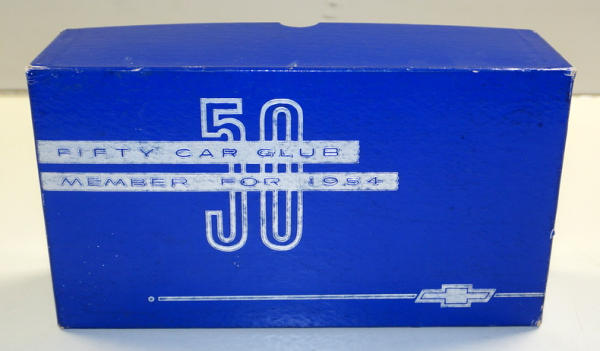 50
FIFTY CAR CLUB
MEMBER FOR 1954